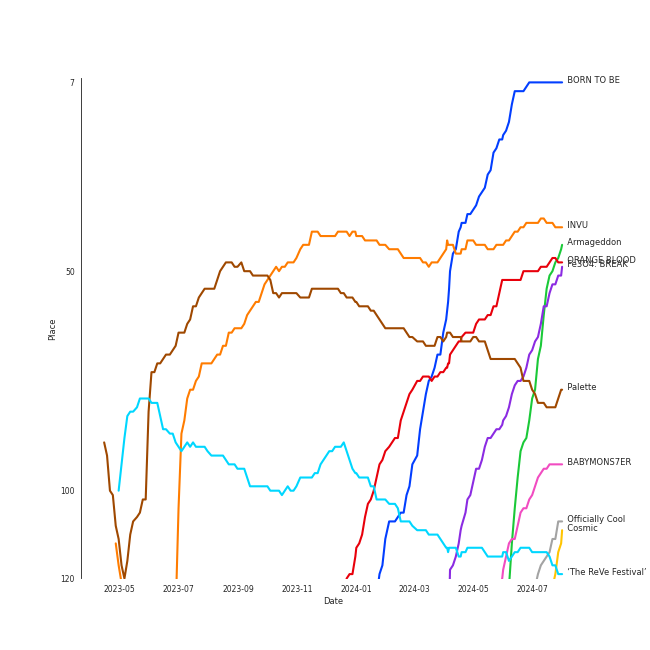 7
BORN TO BE
INVU
Armageddon
ORANGE BLOOD
Fe3O4: BREAK
50
Place
Palette
BABYMONS7ER
100
Officially Cool
Cosmic
'The ReVe Festival'
120
2023-05 2023-07 2023-09 2023-11 2024-01 2024-03 2024-05 2024-07
Date